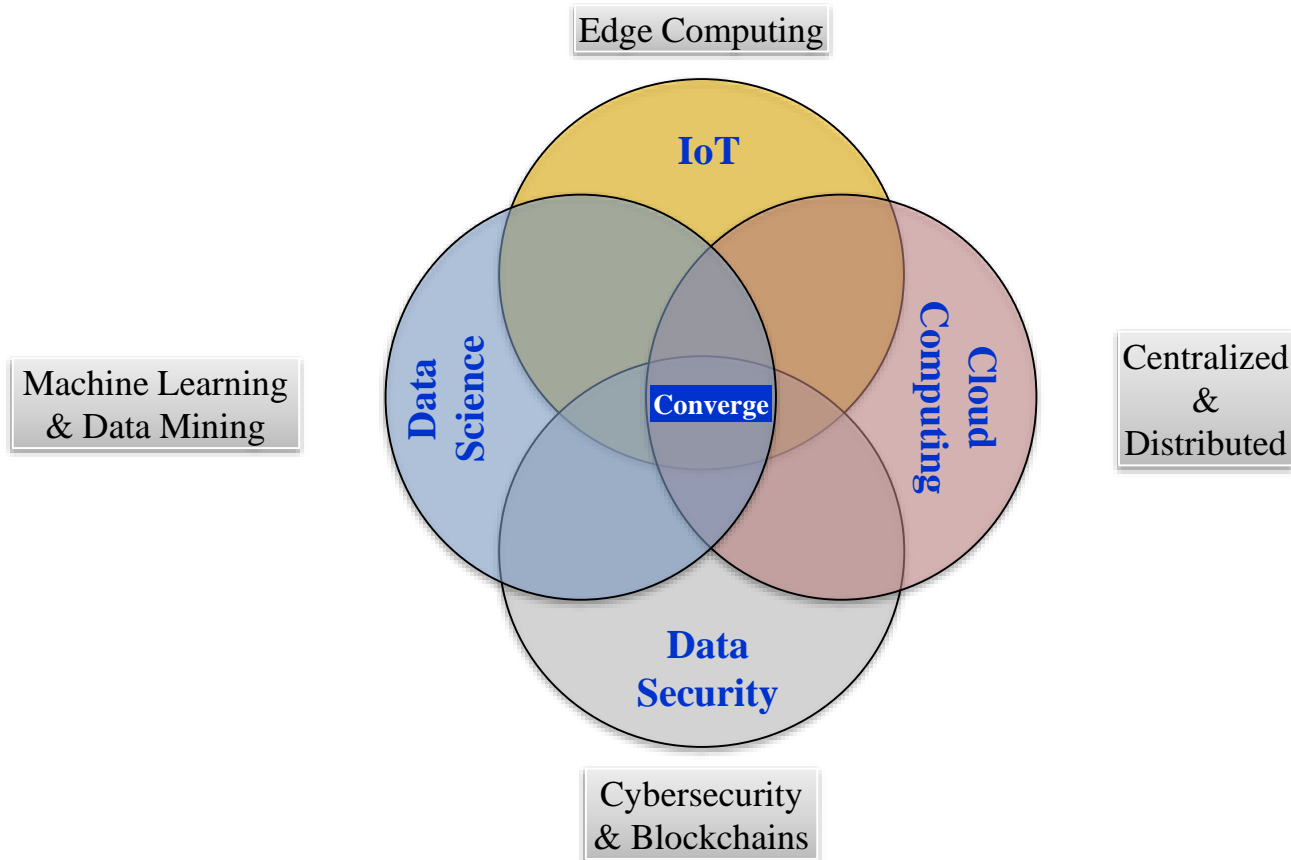 Edge Computing
IoT
Data
Science
Cloud
Computing
Converge
Machine Learning
& Data Mining
Centralized
&
Distributed
Data
Security
Cybersecurity
& Blockchains